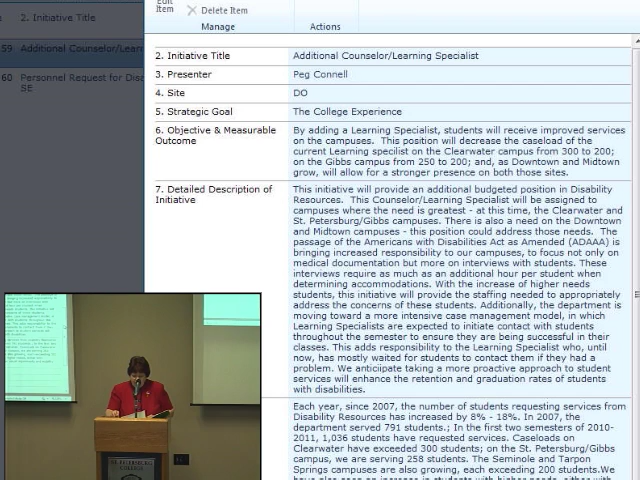 Edit
Item
Delete Item
Manage
Actions
2. Initiative Title
59 Additional Counselor/Lear
60 Personnel Request for Disa
SE
2. Initiative Title Additional Counselor/Learning Specialist
3. Presenter Peg Connell
4. Site DO
5. Strategic Goal The College Experience
6. Objective & Measurable
Outcome
By adding a Learning Specialist, students will receive improved services
on the campuses. This position will decrease the caseload of the
current Learning specilist on the Clearwater campus from 300 to 200;
on the Gibbs campus from 250 to 200; and, as Downtown and Midtown
grow, will allow for a stronger presence on both those sites.
7. Detailed Description of
Initiative
This initiative will provide an additional budgeted position in Disability
Resources. This Counselor/Learning Specialist will be assigned to
campuses where the need is greatest - at this time, the Clearwater and
St. Petersburg/Gibbs campuses. There is also a need on the Downtown
and Midtown campuses - this position could address those needs. The
passage of the Americans with Disabilities Act as Amended (ADAAA) is
bringing increased responsibility to our campuses, to focus not only on
medical documentation but more on interviews with students. These
interviews require as much as an additional hour per student when
determining accommodations. With the increase of higher needs
students, this initiative will provide the staffing needed to appropriately
address the concerns of these students. Additionally, the department is
moving toward a more intensive case management model, in which
Learning Specialists are expected to initiate contact with students
throughout the semester to ensure they are being successful in their
classes. This adds responsibility to the Learning Specialist who, until
now, has mostly waited for students to contact them if they had a
problem. We anticiipate taking a more proactive approach to student
services will enhance the retention and graduation rates of students
with disabilities.
Each year, since 2007, the number of students requesting services from
Disability Resources has increased by 8% - 18%. In 2007, the
department served 791 students.; In the first two semesters of 2010-
2011, 1,036 students have requested services. Caseloads on
Clearwater have exceeded 300 students; on the St. Petersburg/Gibbs
campus, we are serving 258 students. The Seminole and Tarpon
Springs campuses are also growing, each exceeding 200 students.We
ST. PETERSBURG
COLLEGE